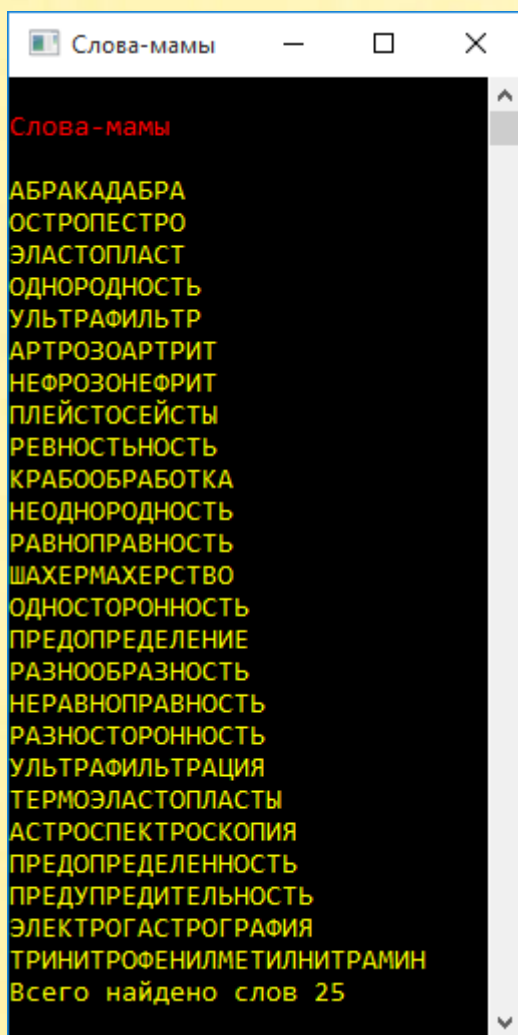 Слова-мамы
Слова-мамы
АБРАКАДАБРА
ОСТРОПЕСТРО
ЭЛАСТОПЛАСТ
ОДНОРОДНОСТЬ
УЛЬТРАФИЛЬТР
АРТРОЗОАРТРИТ
НЕФРОЗОНЕФРИТ
ПЛЕЙСТОСЕЙСТЫ
РЕВНОСТЬНОСТЬ
КРАБООБРАБОТКА
НЕОДНОРОДНОСТЬ
РАВНОПРАВНОСТЬ
ШАХЕРМАХЕРСТВО
ОДНОСТОРОННОСТЬ
ПРЕДОПРЕДЕЛЕНИЕ
РАЗНООБРАЗНОСТЬ
НЕРАВНОПРАВНОСТЬ
РАЗНОСТОРОННОСТЬ
УЛЬТРАФИЛЬТРАЦИЯ
ТЕРМОЭЛАСТОПЛАСТЫ
АСТРОСПЕКТРОСКОПИЯ
ПРЕДОПРЕДЕЛЕННОСТЬ
ПРЕДУПРЕДИТЕЛЬНОСТЬ
ЭЛЕКТРОГАСТРОГРАФИЯ
ТРИНИТРОФЕНИЛМЕТИЛНИТРАМИН
Всего найдено слов 25